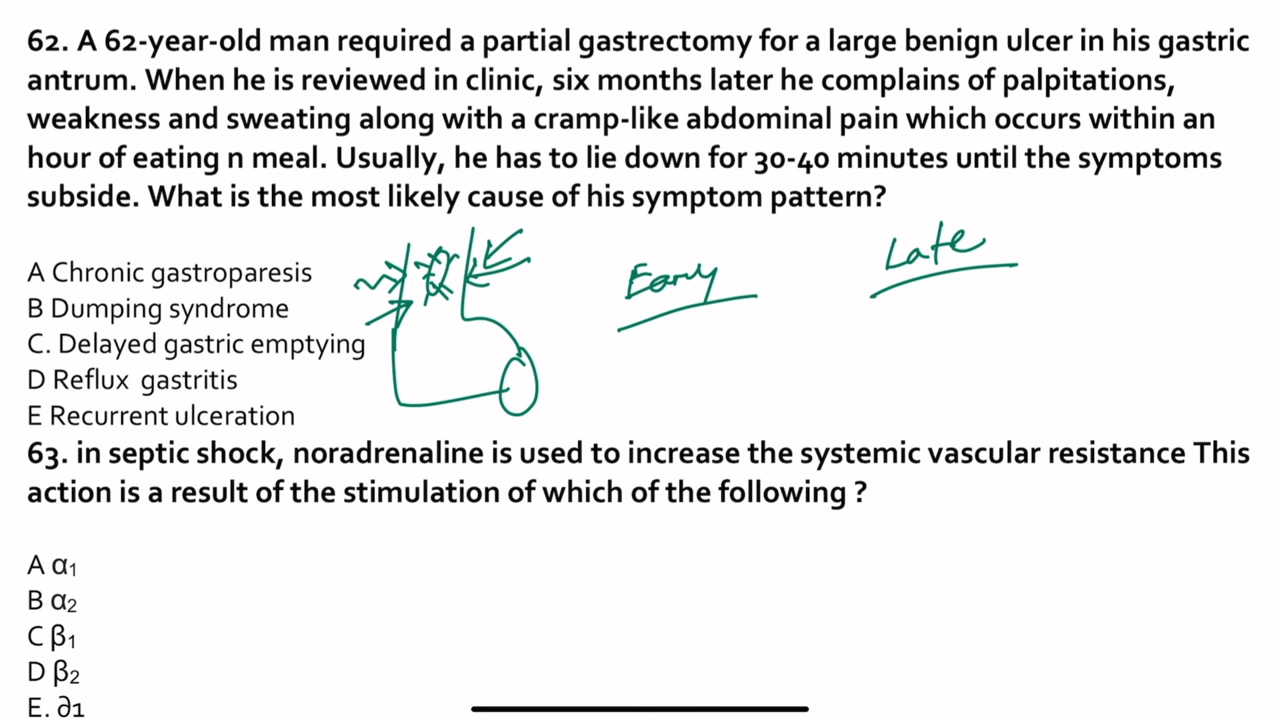 62. A 62-year-old man required a partial gastrectomy for a large benign ulcer in his gastric
antrum. When he is reviewed in clinic, six months later he complains of palpitations,
weakness and sweating along with a cramp-like abdominal pain which occurs within an
hour of eating n meal. Usually, he has to lie down for 30-40 minutes until the symptoms
subside. What is the most likely cause of his symptom pattern?
Early
Late
A Chronic gastroparesis
B Dumping syndrome
C. Delayed gastric emptying
D Reflux gastritis
E Recurrent ulceration
63. in septic shock, noradrenaline is used to increase the systemic vascular resistance This
action is a result of the stimulation of which of the following ?
A α1
B α2
C β1
D β2
E. ∂1